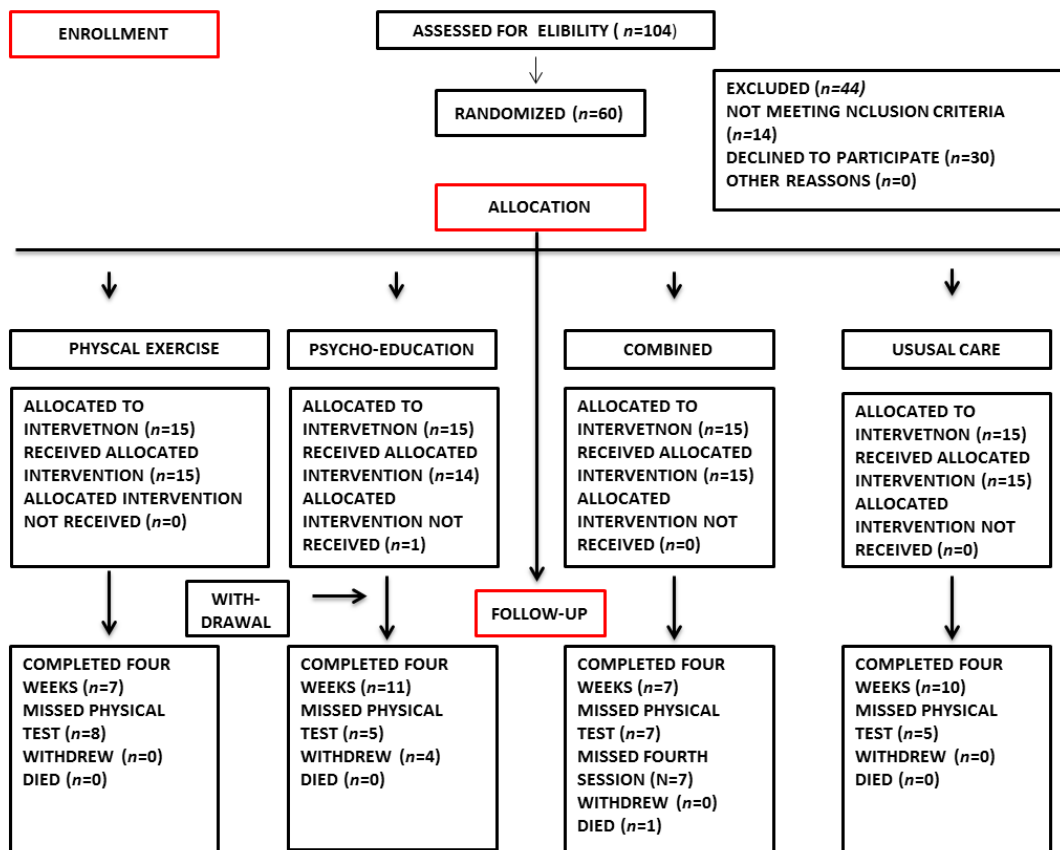 ENROLLMENT
ASSESSED FOR ELIBILITY ( n=104)
RANDOMIZED (n=60)
EXCLUDED (n=44)
NOT MEETING NCLUSION CRITERIA
(n=14)
DECLINED TO PARTICIPATE (n=30)
OTHER REASSONS (n=0)
ALLOCATION
PHYSCAL EXERCISE
PSYCHO-EDUCATION
COMBINED
USUSAL CARE
ALLOCATED TO
INTERVETNON (n=15)
RECEIVED ALLOCATED
INTERVENTION (n=15)
ALLOCATED INTERVENTION
NOT RECEIVED (n=0)
ALLOCATED TO
INTERVETNON (n=15)
RECEIVED ALLOCATED
INTERVENTION (n=14)
ALLOCATED
INTERVENTION NOT
RECEIVED (n=1)
ALLOCATED TO
INTERVETNON (n=15)
RECEIVED ALLOCATED
INTERVENTION (n=15)
ALLOCATED
INTERVENTION NOT
RECEIVED (n=0)
ALLOCATED TO
INTERVETNON (n=15)
RECEIVED ALLOCATED
INTERVENTION (n=15)
ALLOCATED
INTERVENTION NOT
RECEIVED (n=0)
WITH-
DRAWAL
FOLLOW-UP
COMPLETED FOUR
WEEKS (n=7)
MISSED PHYSICAL
TEST (n=8)
WITHDREW (n=0)
DIED (n=0)
COMPLETED FOUR
WEEKS (n=11)
MISSED PHYSICAL
TEST (n=5)
WITHDREW (n=4)
DIED (n=0)
COMPLETED FOUR
WEEKS (n=7)
MISSED PHYSICAL
TEST (n=7)
MISSED FOURTH
SESSION (N=7)
WITHDREW (n=0)
DIED (n=1)
COMPLETED FOUR
WEEKS (n=10)
MISSED PHYSICAL
TEST (n=5)
WITHDREW (n=0)
DIED (n=0)